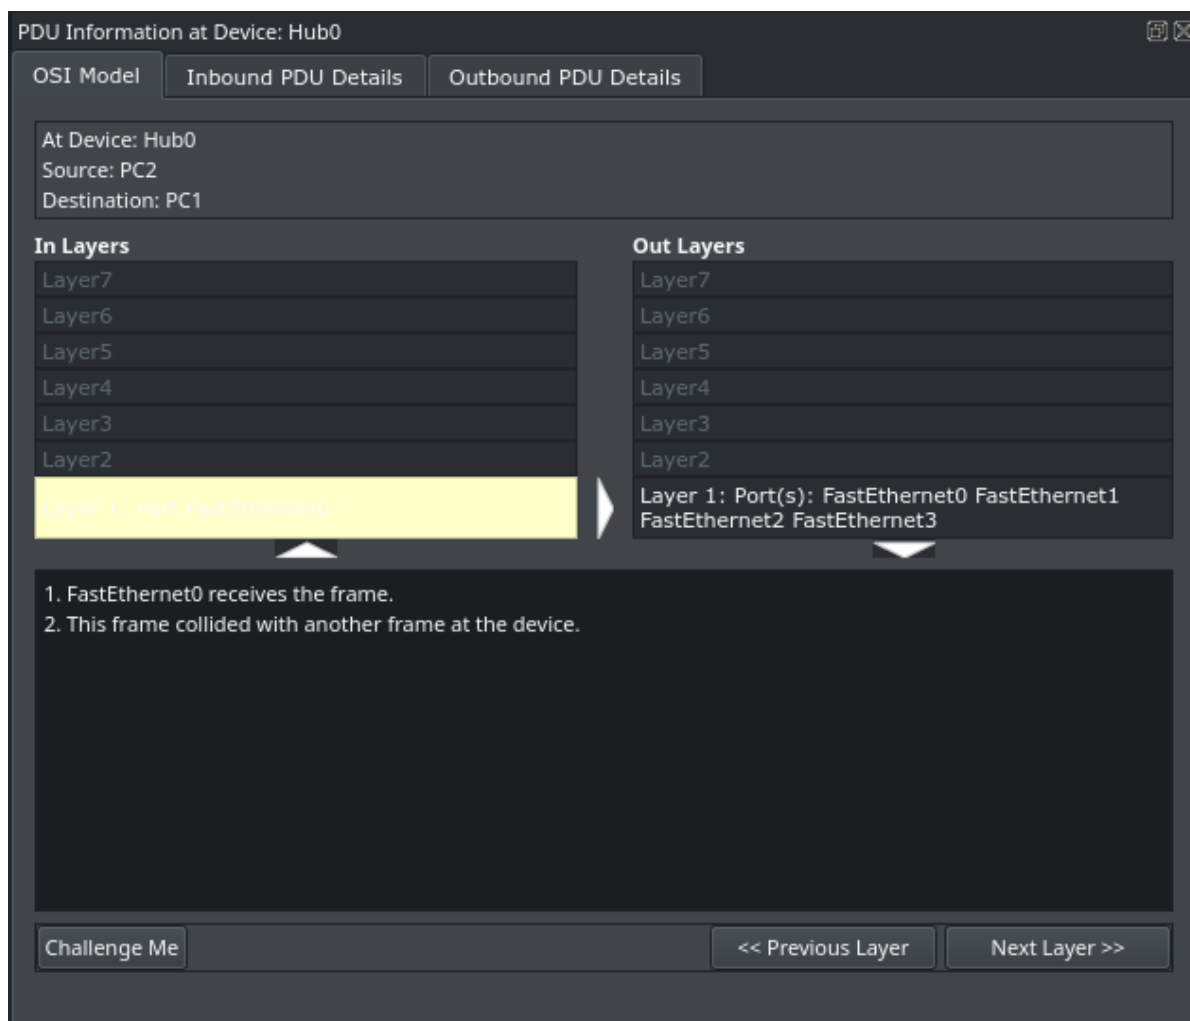 PDU Information at Device: Hub0
OSI Model
Inbound PDU Details
Outbound PDU Details
At Device: Hub0
Source: PC2
Destination: PC1
In Layers
Layer7
Layer6
Layer5
Layer4
Layer3
Layer2
Layer 1: Port FastEthernet0
Out Layers
Layer7
Layer6
Layer5
Layer4
Layer3
Layer2
Layer 1: Port(s): FastEthernet0 FastEthernet1
FastEthernet2 FastEthernet3
1. FastEthernet0 receives the frame.
2. This frame collided with another frame at the device.
Challenge Me
<< Previous Layer
Next Layer >>